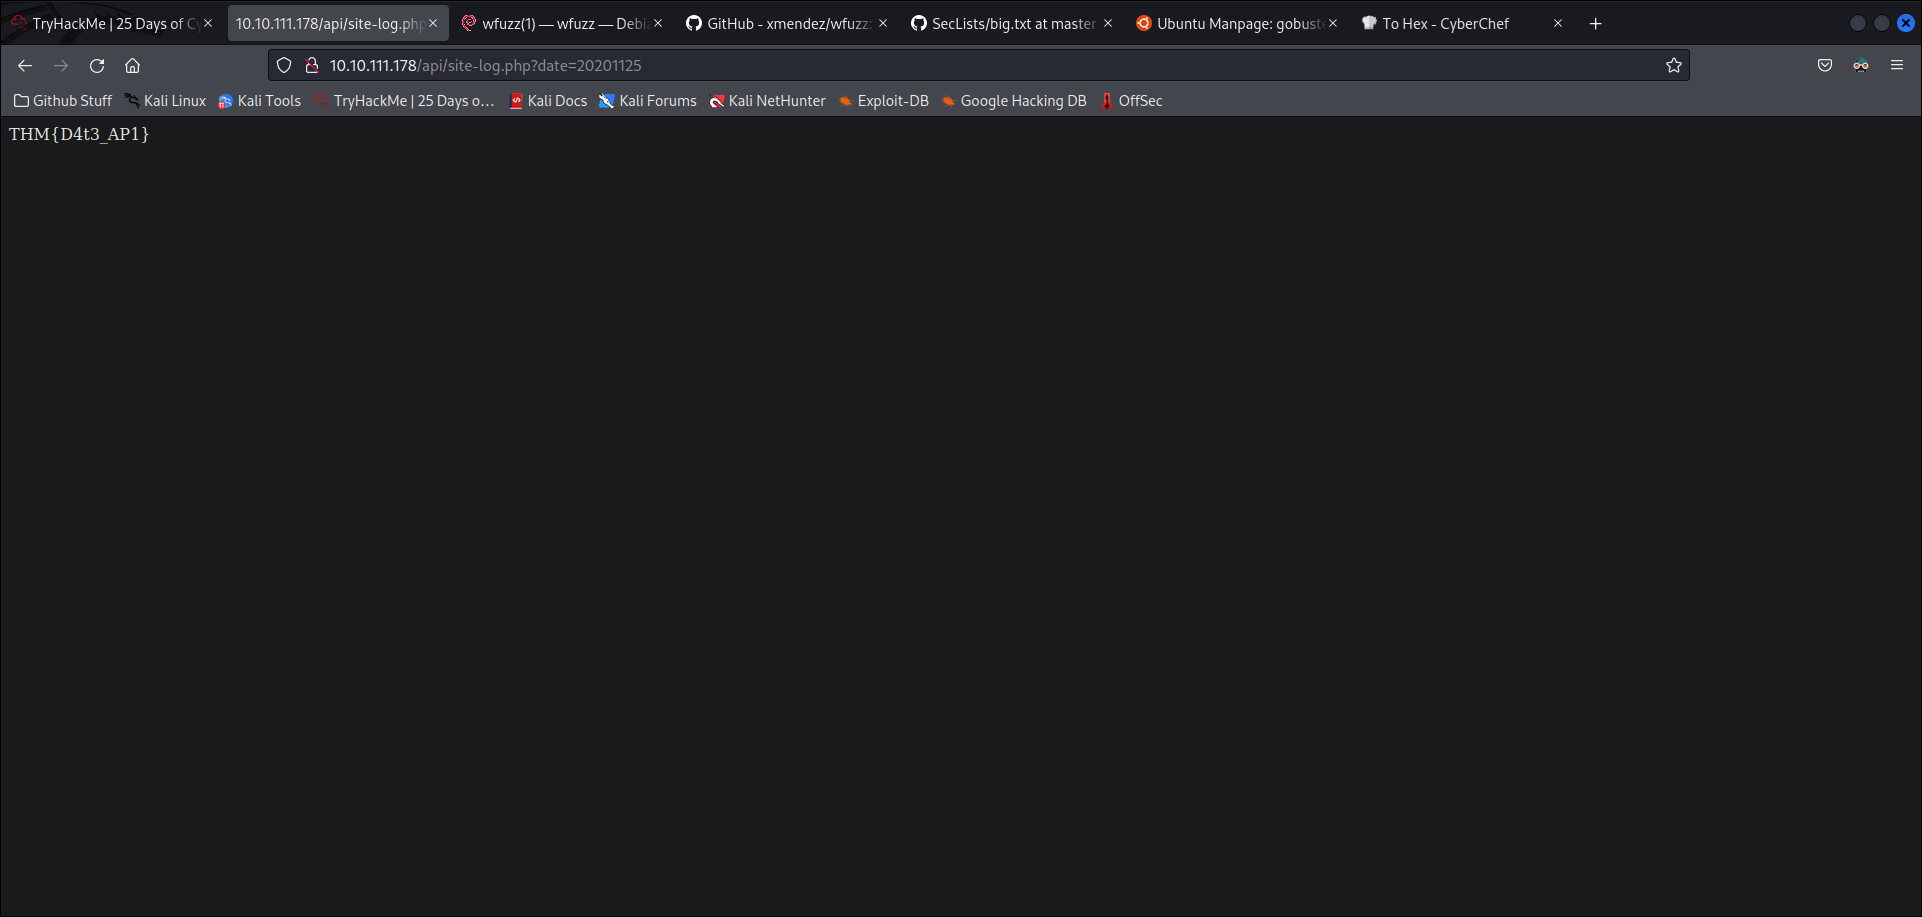 TryHackMe | 25 Days of Cy
10.10.111.178/api/site-log.php
wfuzz(1) — wfuzz — Debia
GitHub - xmendez/wfuzz:
SecLists/big.txt at master
Ubuntu Manpage: gobuste
To Hex - CyberChef
10.10.111.178/api/site-log.php?date=20201125
Github Stuff
Kali Linux
Kali Tools
TryHackMe | 25 Days o...
Kali Docs
Kali Forums
Kali NetHunter
Exploit-DB
Google Hacking DB
OffSec
THM{D4t3_AP1}